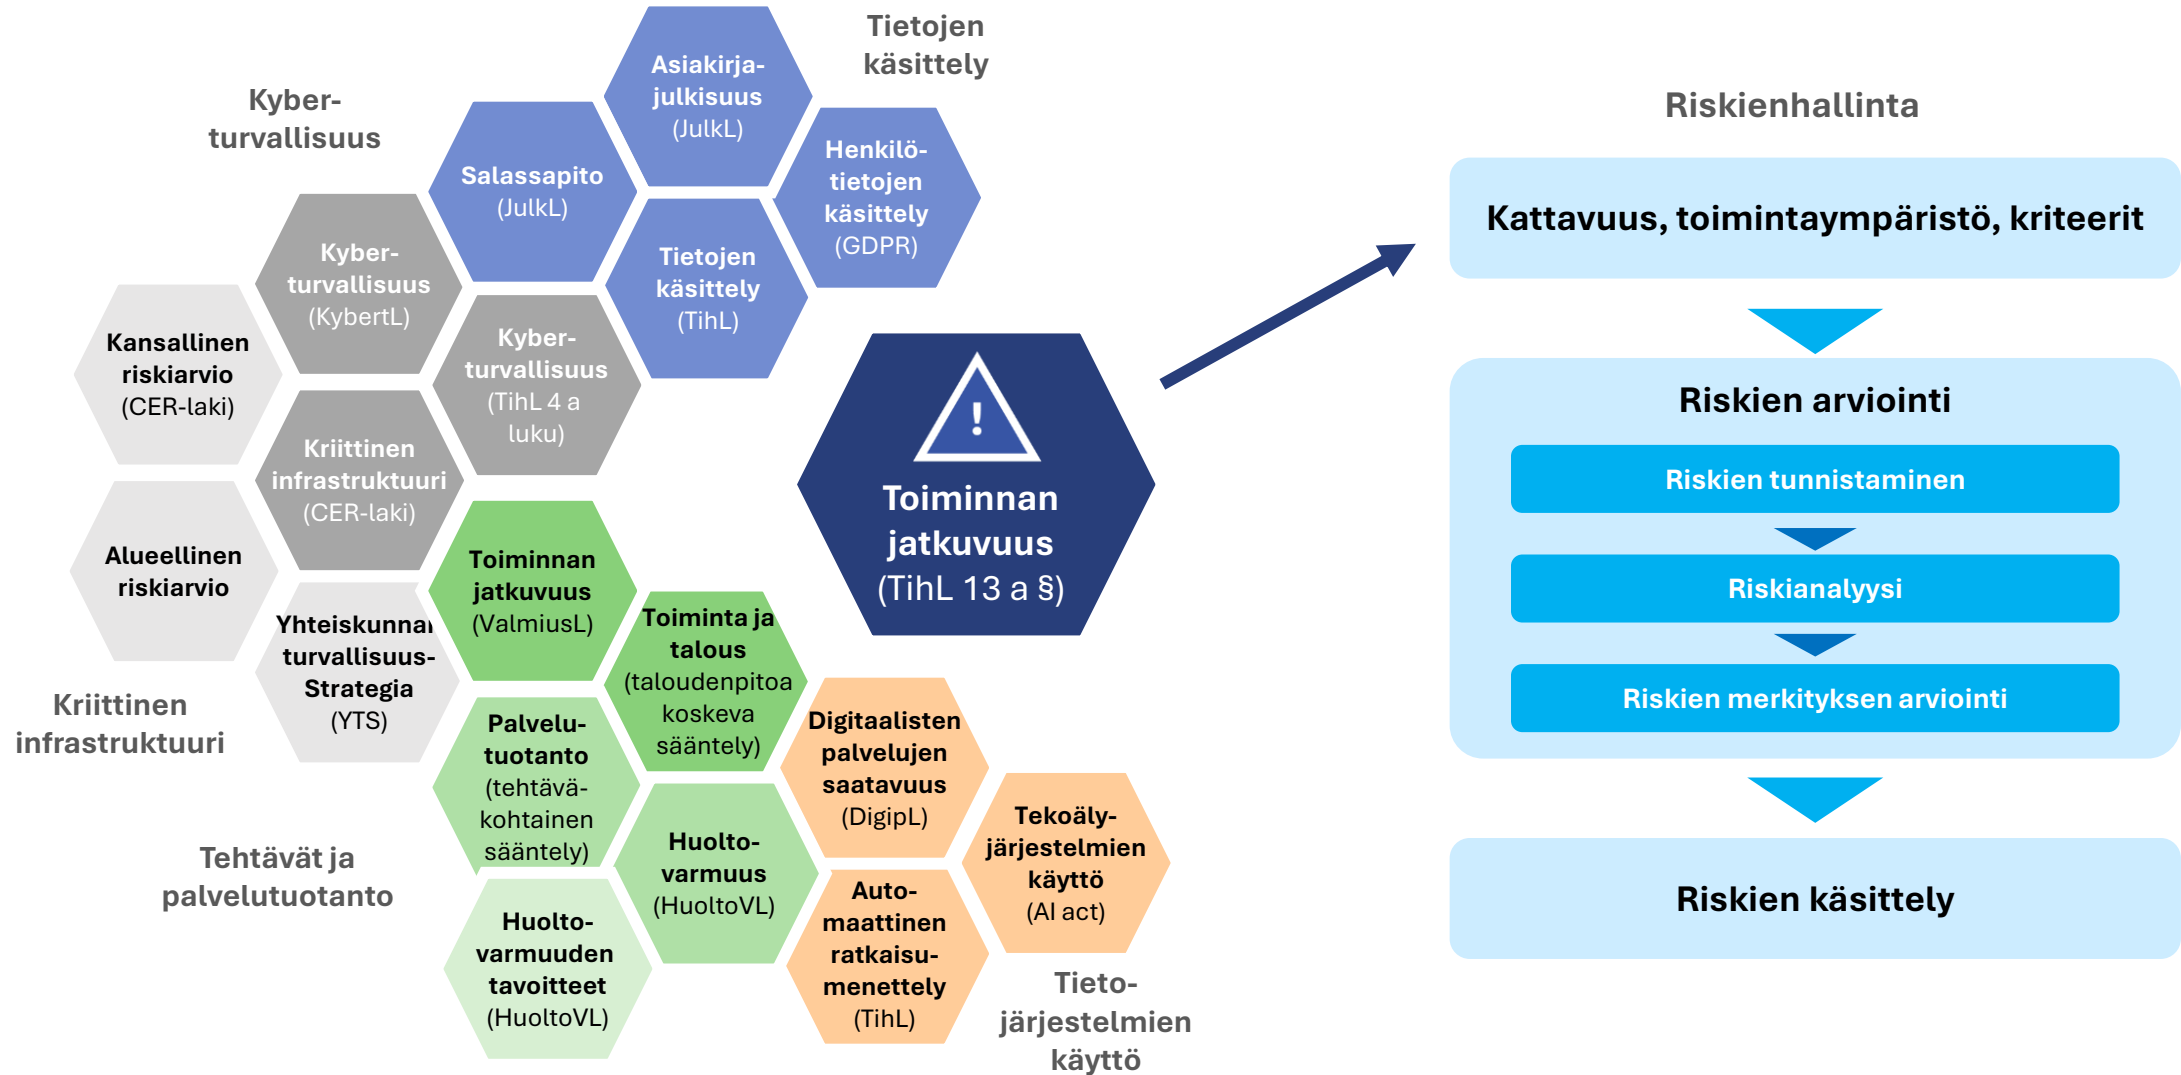 Tietojen
käsittely
Kyber-
turvallisuus
Asiakirja-
julkisuus
(JulkL)
Salassapito
(JulkL)
Henkilö-
tietojen
käsittely
(GDPR)
Tietojen
käsittely
(TihL)
Kyber-
turvallisuus
(KybertL)
Kyber-
turvallisuus
(TihL 4 a
luku)
Kansallinen
riskiarvio
(CER-laki)
Kriittinen
infrastruktuuri
(CER-laki)
Alueellinen
riskiarvio
Yhteiskunnan
turvallisuus-
Strategia
(YTS)
Kriittinen
infrastruktuuri
Toiminnan
jatkuvuus
(ValmiusL)
Toiminta ja
talous
(taloudenpitoa
koskeva
sääntely)
Palvelu-
tuotanto
(tehtävä-
kohtainen
sääntely)
Huolto-
varmuus
(HuoltoVL)
Huolto-
varmuuden
tavoitteet
(HuoltoVL)
Tehtävät ja
palvelutuotanto
Digitaalisten
palvelujen
saatavuus
(DigipL)
Tekoäly-
järjestelmien
käyttö
(AI act)
Auto-
maattinen
ratkaisu-
menettely
(TihL)
Tieto-
järjestelmien
käyttö
!
Toiminnan
jatkuvuus
(TihL 13 a §)
Riskienhallinta
Kattavuus, toimintaympäristö, kriteerit
Riskien arviointi
Riskien tunnistaminen
Riskianalyysi
Riskien merkityksen arviointi
Riskien käsittely